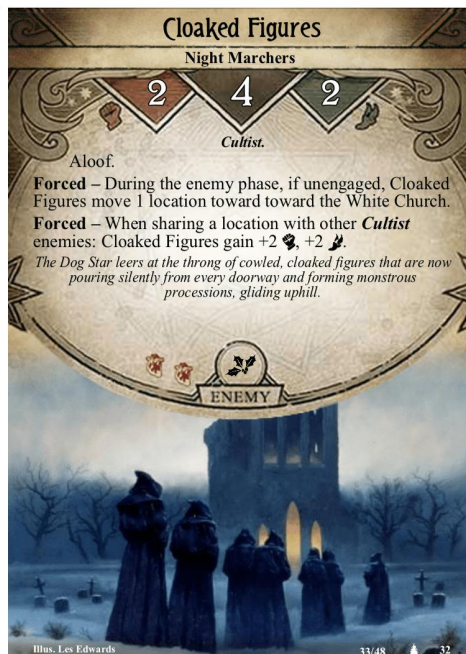 Cloaked Figures
Night Marchers
2 4 2
Cultist.
Aloof.
Forced – During the enemy phase, if unengaged, Cloaked
Figures move 1 location toward toward the White Church.
Forced – When sharing a location with other Cultist
enemies: Cloaked Figures gain +2 , +2 .
The Dog Star leers at the throng of cowled, cloaked figures that are now
pouring silently from every doorway and forming monstrous
processions, gliding uphill.
ENEMY
Illus. Les Edwards 33/48 32